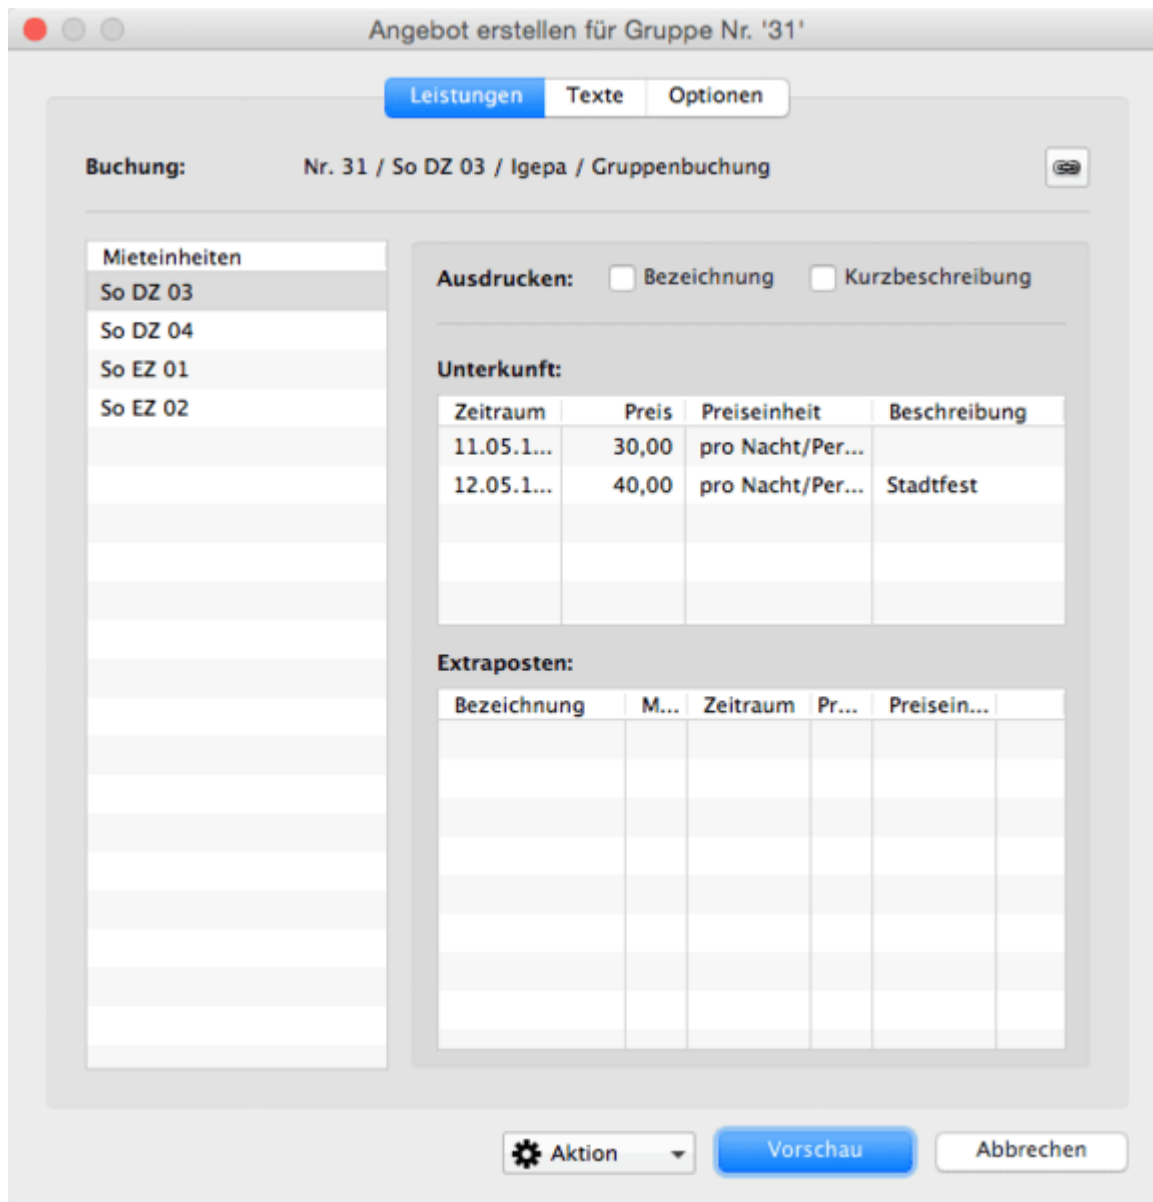 Angebot erstellen für Gruppe Nr. '31'
Leistungen Texte Optionen
Buchung: Nr. 31 / So DZ 03 / Igepa / Gruppenbuchung
Mieteinheiten
So DZ 03
So DZ 04
So EZ 01
So EZ 02
Ausdrucken: Bezeichnung Kurzbeschreibung
Unterkunft:
Zeitraum Preis Preiseinheit Beschreibung
11.05.1... 30,00 pro Nacht/Per...
12.05.1... 40,00 pro Nacht/Per... Stadtfest
Extraposten:
Bezeichnung M... Zeitraum Pr... Preisein...
Aktion Vorschau Abbrechen